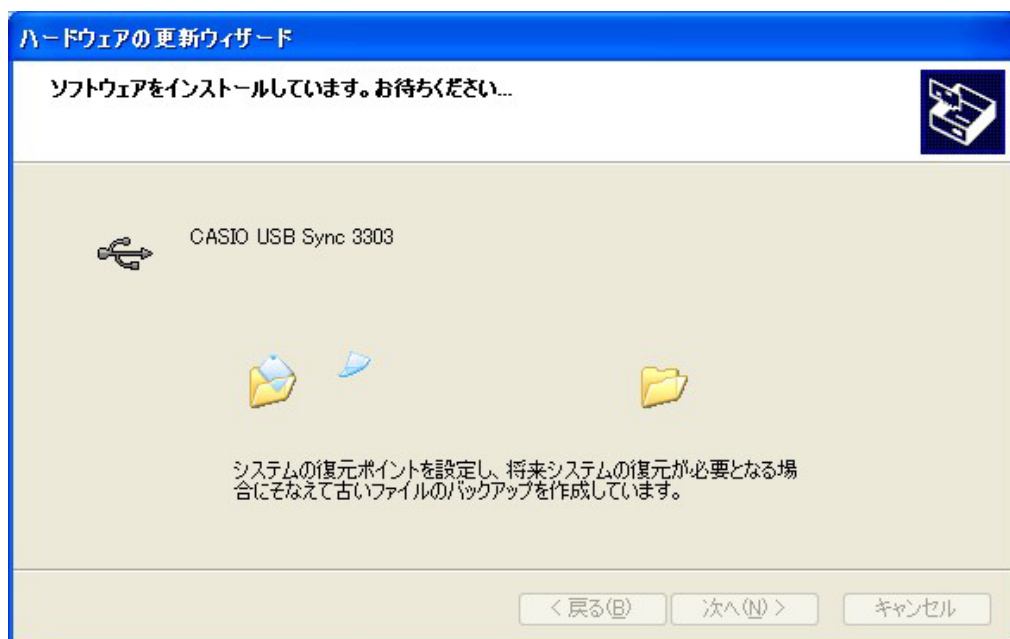 ハードウェアの更新ウィザード
ソフトウェアをインストールしています。お待ちください...
CASIO USB Sync 3303
システムの復元ポイントを設定し、将来システムの復元が必要となる場
合にそなえて古いファイルのバックアップを作成しています。
< 戻る(B) 次へ(N) > キャンセル